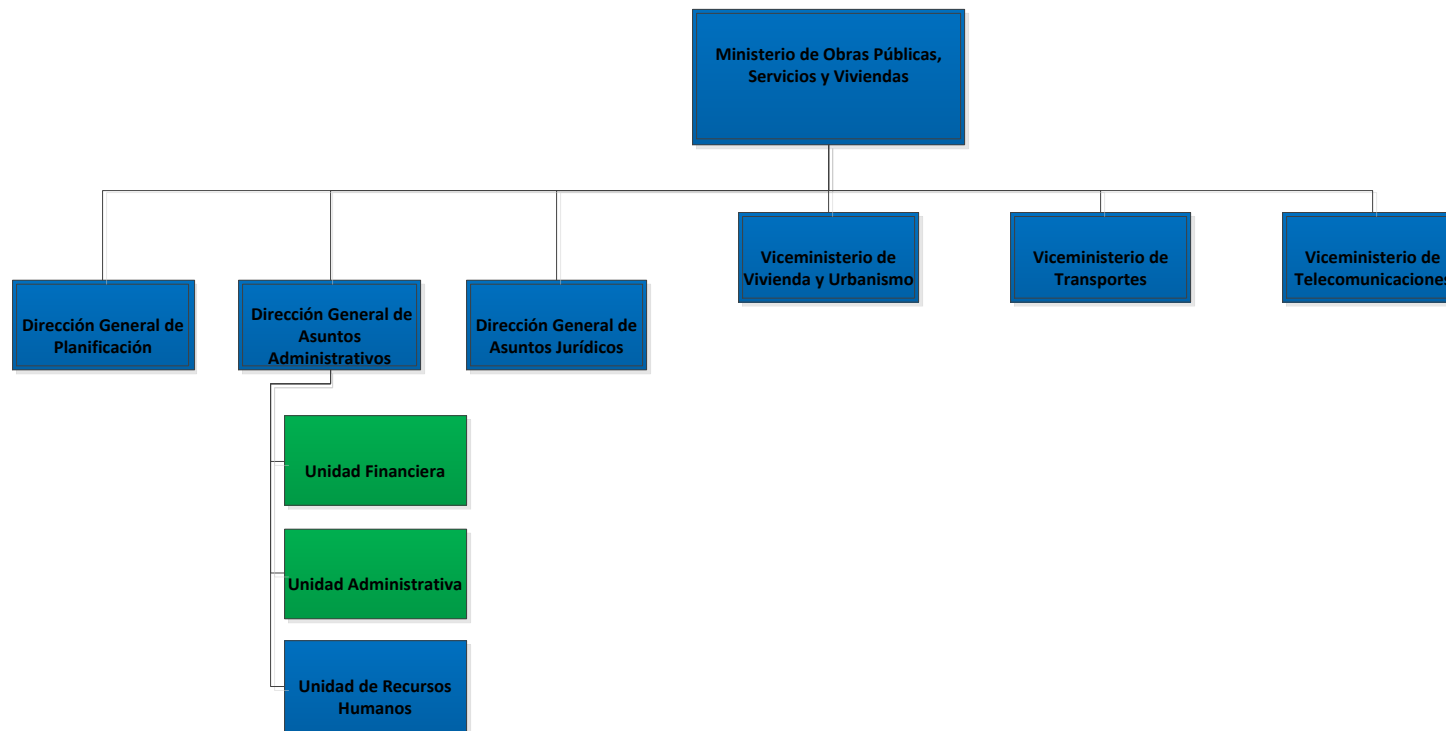 Ministerio de Obras Públicas,
Servicios y Viviendas
Viceministerio de
Vivienda y Urbanismo
Viceministerio de
Transportes
Viceministerio de
Telecomunicaciones
Dirección General de
Planificación
Dirección General de
Asuntos
Administrativos
Dirección General de
Asuntos Jurídicos
Unidad Financiera
Unidad Administrativa
Unidad de Recursos
Humanos